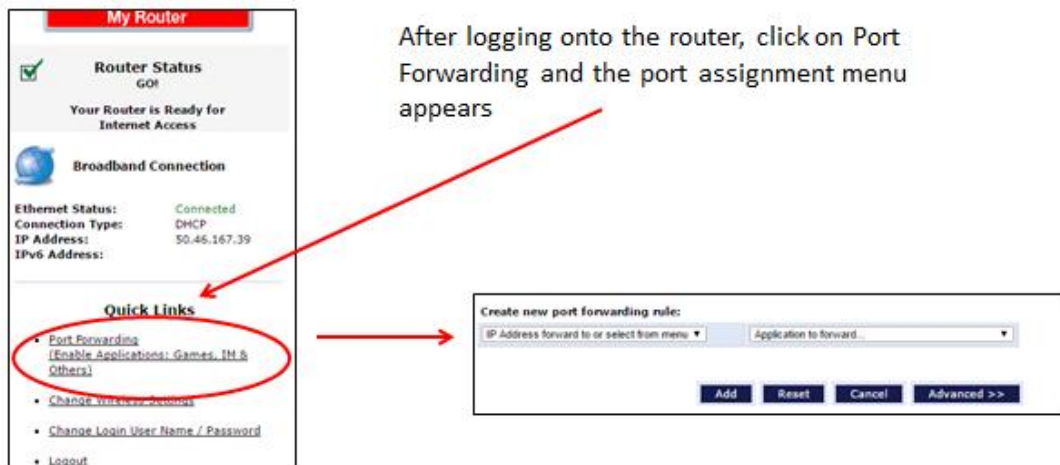 My Router
Router Status
GO!
Your Router is Ready for
Internet Access
Broadband Connection
Ethernet Status: Connected
Connection Type: DHCP
IP Address: 50.46.167.39
IPv6 Address:
Quick Links
Port Forwarding
(Enable Applications: Games, IM &
Others)
Change Wireless Settings
Change Login User Name / Password
Logout
After logging onto the router, click on Port
Forwarding and the port assignment menu
appears
Create new port forwarding rule:
IP Address forward to or select from menu ▼ Application to forward... ▼
Add Reset Cancel Advanced >>